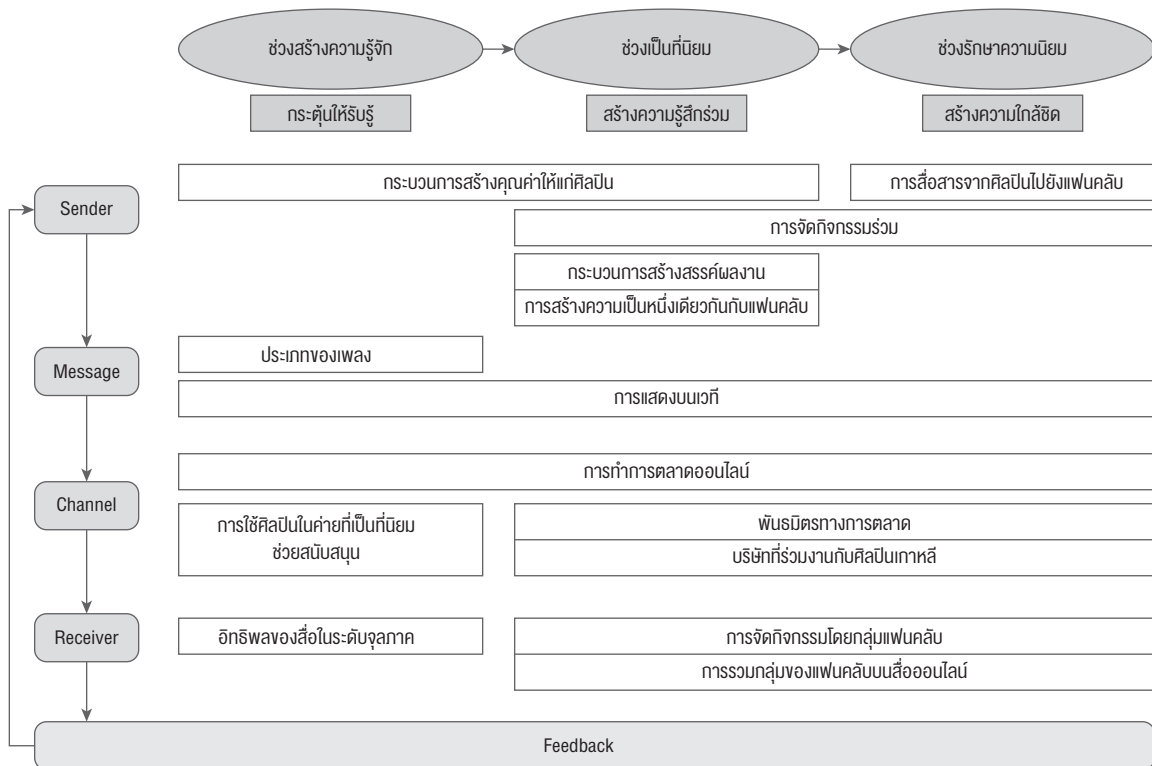 ช่วงสร้างความรู้จัก
ช่วงเป็นที่นิยม
ช่วงรักษาความนิยม
กระตุ้นให้รับรู้
สร้างความรู้สึกร่วม
สร้างความใกล้ชิด
Sender
กระบวนการสร้างคุณค่าให้แก่ศิลปิน
การสื่อสารจากศิลปินไปยังแฟนคลับ
การจัดกิจกรรมร่วม
กระบวนการสร้างสรรค์ผลงาน
การสร้างความเป็นหนึ่งเดียวกันกับแฟนคลับ
Message
ประเภทของเพลง
การแสดงบนเวที
Channel
การทำการตลาดออนไลน์
การใช้ศิลปินในค่ายที่เป็นที่นิยม
ช่วยสนับสนุน
พันธมิตรทางการตลาด
บริษัทที่ร่วมงานกับศิลปินเกาหลี
Receiver
อิทธิพลของสื่อในระดับจุลภาค
การจัดกิจกรรมโดยกลุ่มแฟนคลับ
การรวมกลุ่มของแฟนคลับบนสื่อออนไลน์
Feedback